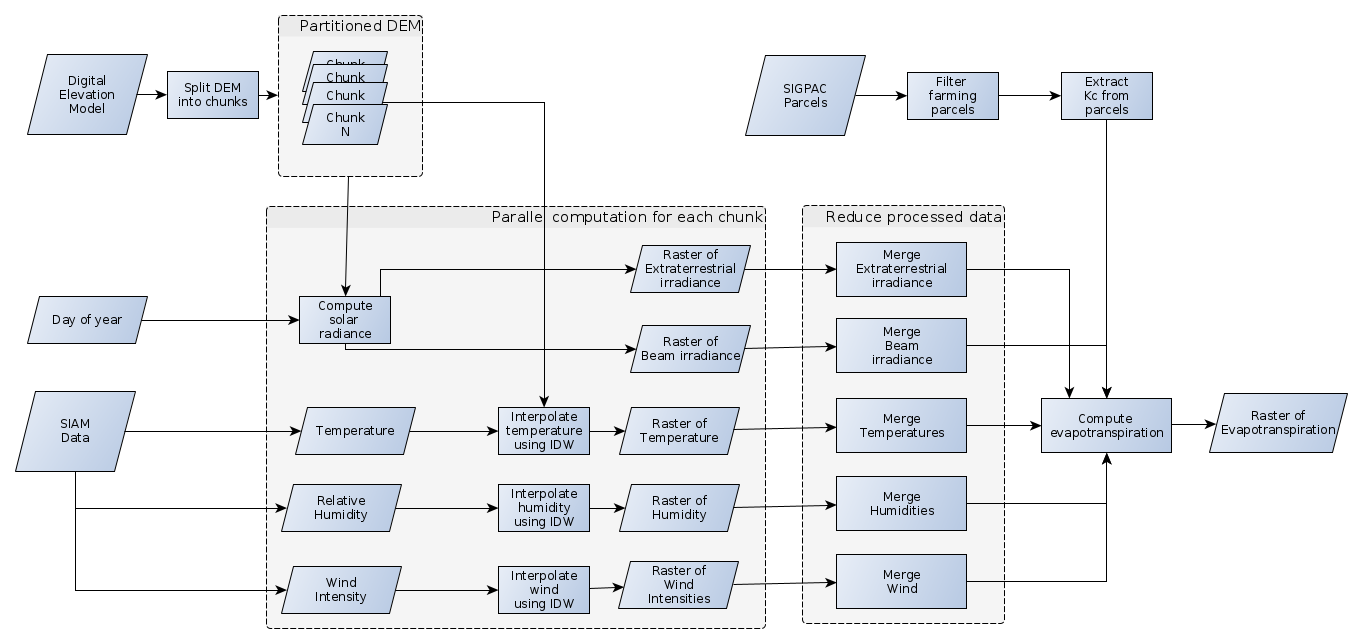 Partitioned DEM
Digital
Elevation
Model
Split DEM
into chunks
Chunk
Chunk
Chunk
Chunk
N
SIGPAC
Parcels
Filter
farming
parcels
Extract
Kc from
parcels
Parallel computation for each chunk
Reduce processed data
Day of year
Compute
solar
radiance
Raster of
Extraterrestrial
irradiance
Merge
Extraterrestrial
irradiance
Raster of
Beam irradiance
Merge
Beam
irradiance
SIAM
Data
Temperature
Interpolate
temperature
using IDW
Raster of
Temperature
Merge
Temperatures
Compute
evapotranspiration
Raster of
Evapotranspiration
Relative
Humidity
Interpolate
humidity
using IDW
Raster of
Humidity
Merge
Humidities
Wind
Intensity
Interpolate
wind
using IDW
Raster of
Wind
Intensities
Merge
Wind